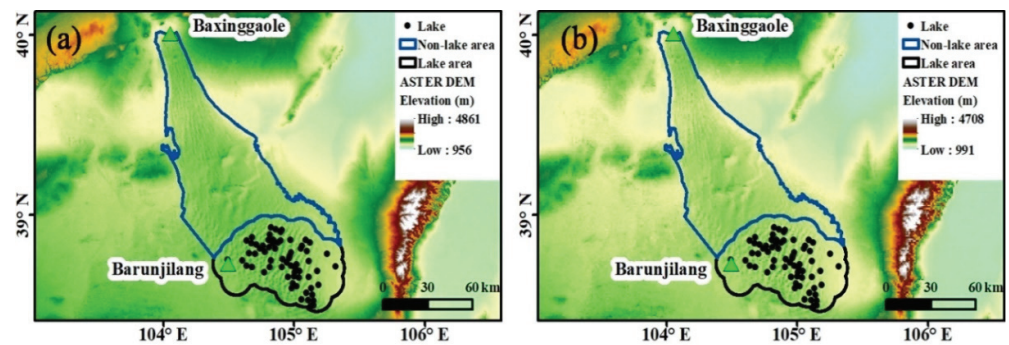 (a)
Baxinggaole
Lake
Non-lake area
Lake area
ASTER DEM
Elevation (m)
High : 4861
Low : 956
40° N
39° N
Barunjilang
0 30 60 km
104° E 105° E 106° E
(b)
Baxinggaole
Lake
Non-lake area
Lake area
ASTER DEM
Elevation (m)
High : 4708
Low : 991
40° N
39° N
Barunjilang
0 30 60 km
104° E 105° E 106° E